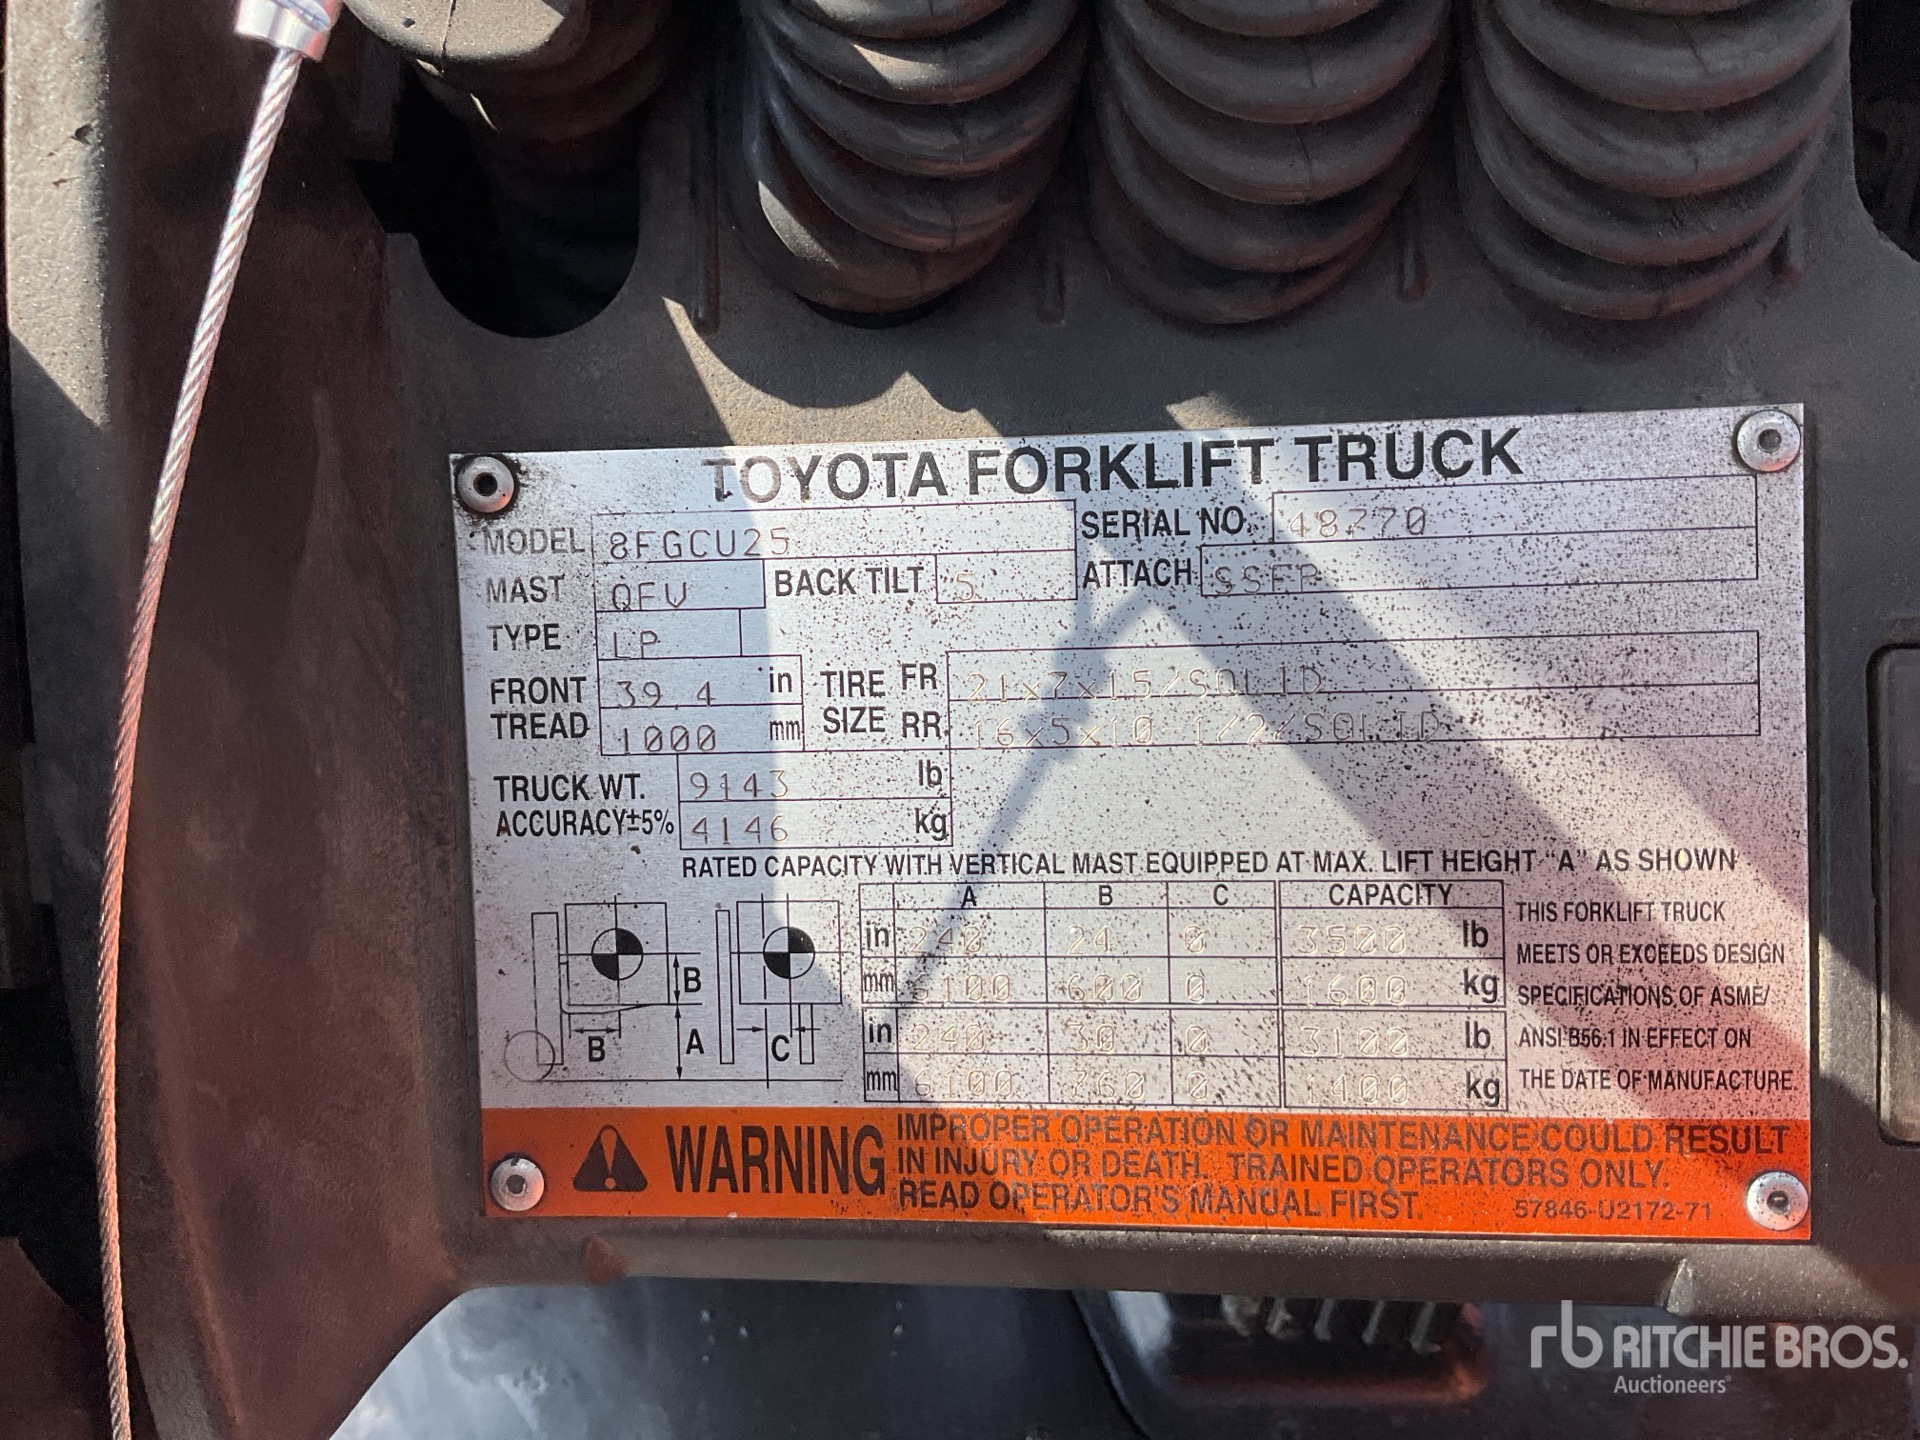 TOYOTA FORKLIFT TRUCK
MODEL 8FGCU25 SERIAL NO. 48770
MAST QFV BACK TILT 5 ATTACH SSFP
TYPE LP
FRONT TREAD 39.4 in TIRE SIZE FR 21x7x15/SOLID
1000 mm RR 16x5x10 1/2/SOLID
TRUCK WT. 9143 lb
ACCURACY±5% 4146 kg
RATED CAPACITY WITH VERTICAL MAST EQUIPPED AT MAX. LIFT HEIGHT "A" AS SHOWN
A B C CAPACITY
in 240 24 0 3500 lb
mm 6100 600 0 1600 kg
in 240 30 0 3100 lb
mm 6100 760 0 1400 kg
B
B
A
C
THIS FORKLIFT TRUCK
MEETS OR EXCEEDS DESIGN
SPECIFICATIONS OF ASME/
ANSI B56.1 IN EFFECT ON
THE DATE OF MANUFACTURE.
WARNING
IMPROPER OPERATION OR MAINTENANCE COULD RESULT
IN INJURY OR DEATH. TRAINED OPERATORS ONLY.
READ OPERATOR'S MANUAL FIRST. 57846-U2172-71
rb RITCHIE BROS.
Auctioneers